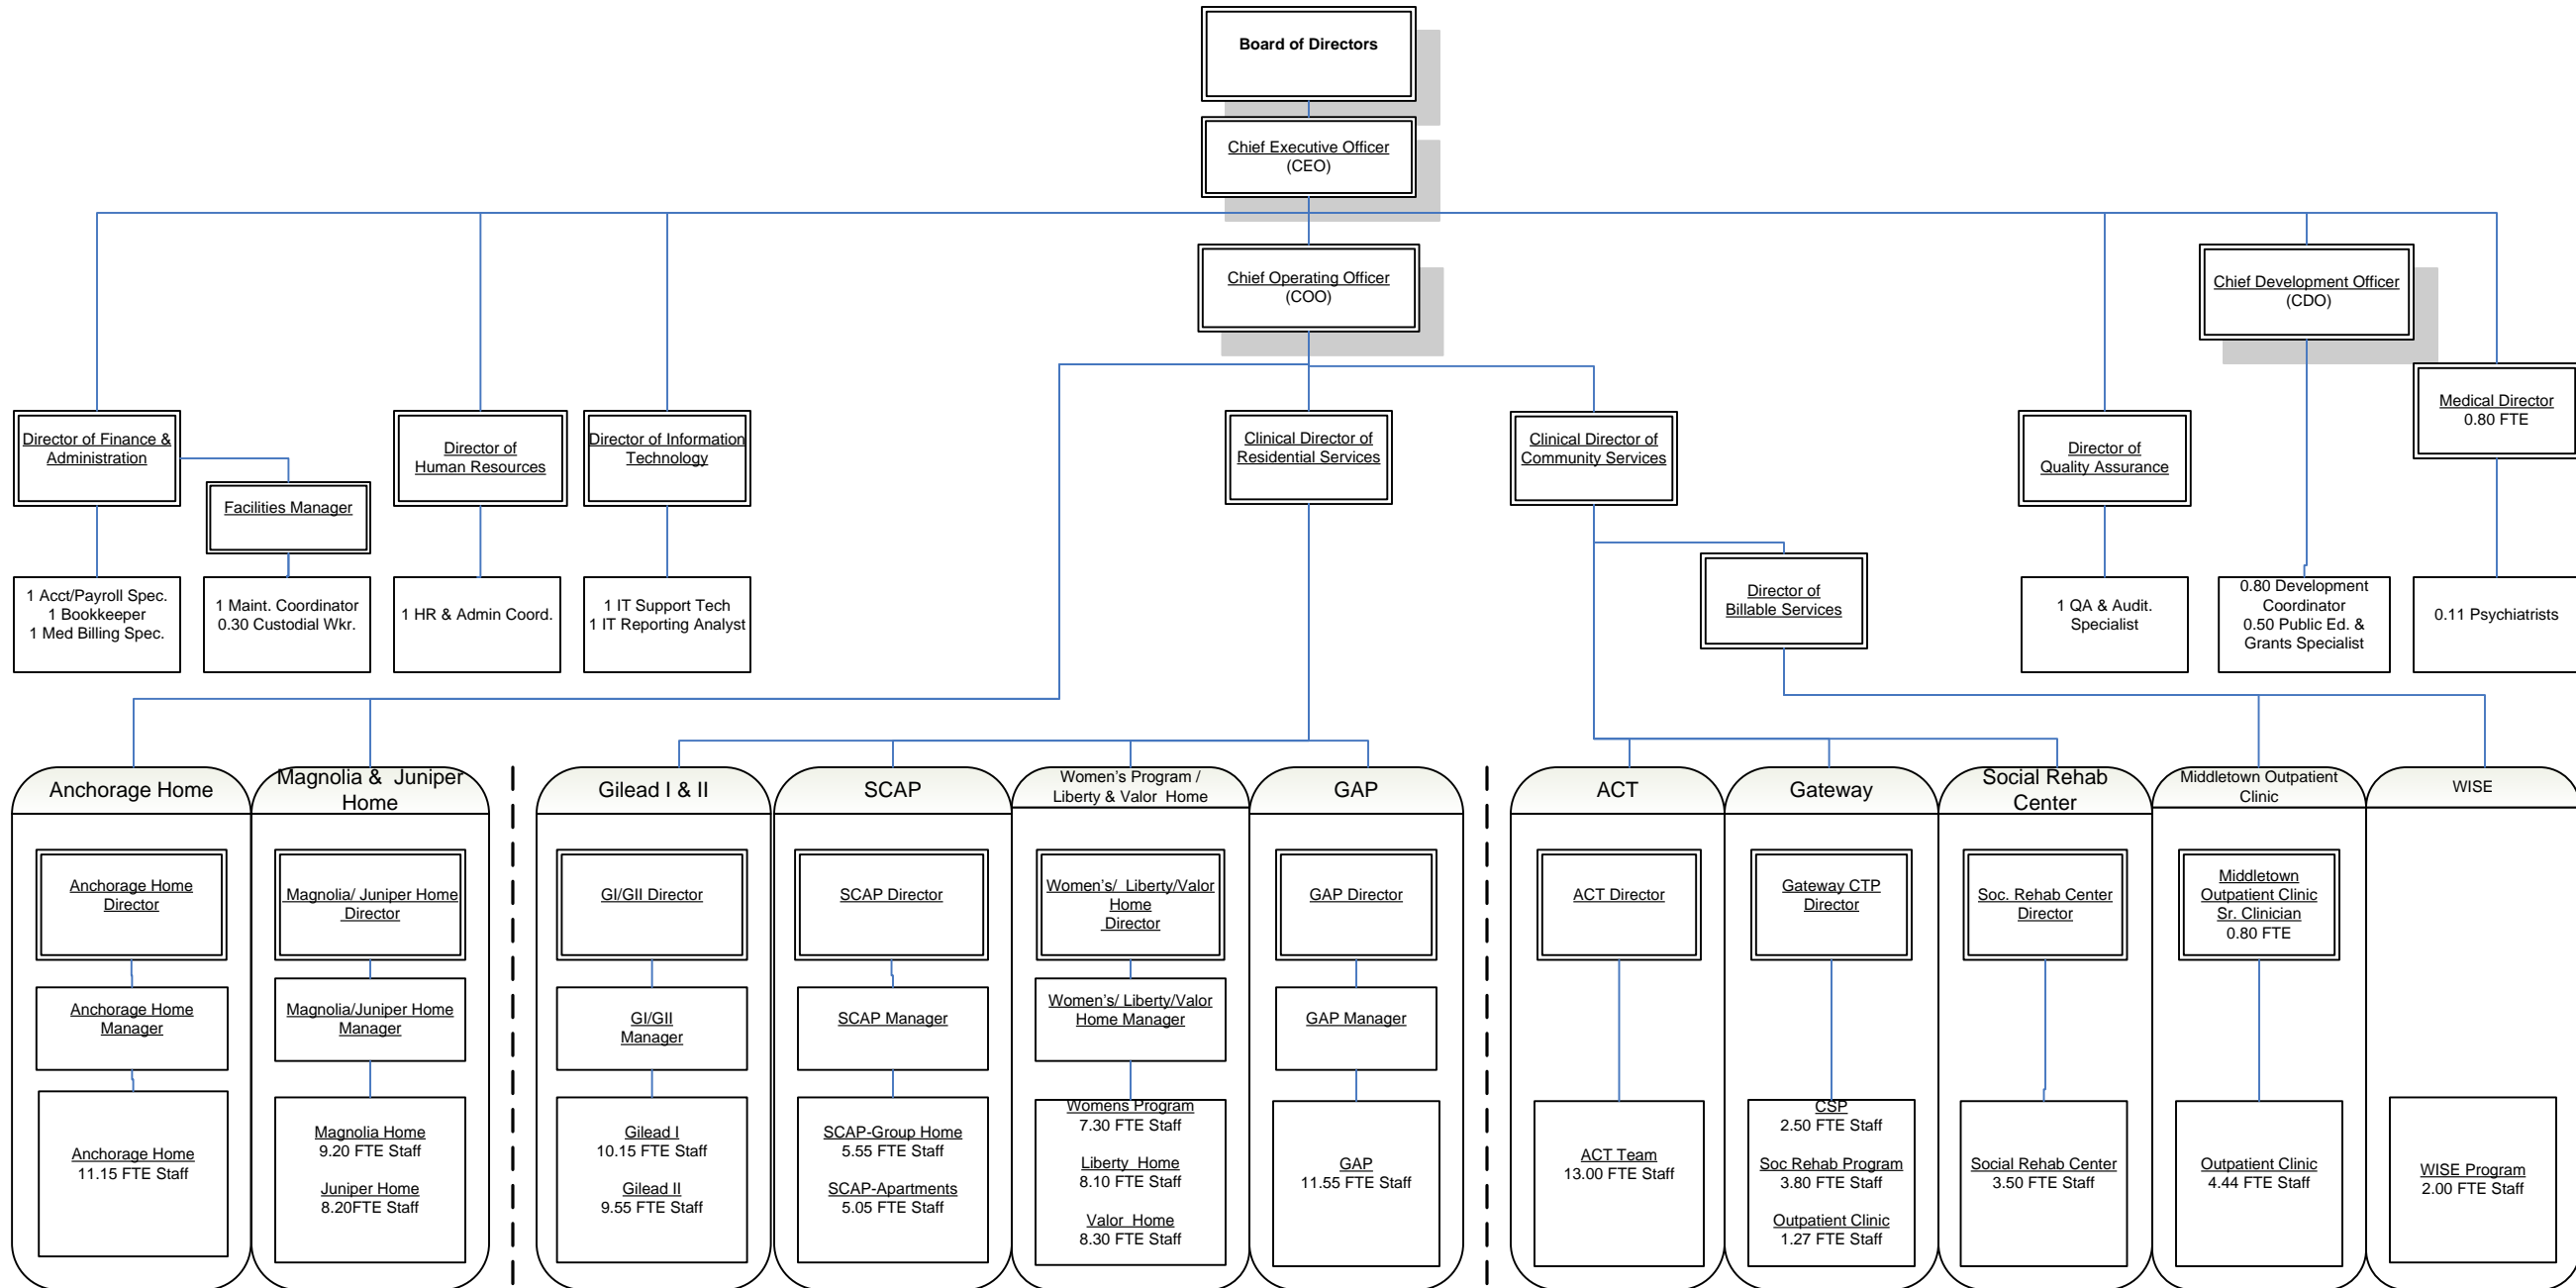 Board of Directors
Chief Executive Officer
(CEO)
Chief Operating Officer
(COO)
Chief Development Officer
(CDO)
Medical Director
0.80 FTE
Director of Finance &
Administration
Facilities Manager
Director of
Human Resources
Director of Information
Technology
Clinical Director of
Residential Services
Clinical Director of
Community Services
Director of
Quality Assurance
Director of
Billable Services
1 Acct/Payroll Spec.
1 Bookkeeper
1 Med Billing Spec.
1 Maint. Coordinator
0.30 Custodial Wkr.
1 HR & Admin Coord.
1 IT Support Tech
1 IT Reporting Analyst
1 QA & Audit.
Specialist
0.80 Development
Coordinator
0.50 Public Ed. &
Grants Specialist
0.11 Psychiatrists
Anchorage Home
Anchorage Home
Director
Anchorage Home
Manager
Anchorage Home
11.15 FTE Staff
Magnolia & Juniper
Home
Magnolia/ Juniper Home
Director
Magnolia/Juniper Home
Manager
Magnolia Home
9.20 FTE Staff
Juniper Home
8.20FTE Staff
Gilead I & II
GI/GII Director
GI/GII
Manager
Gilead I
10.15 FTE Staff
Gilead II
9.55 FTE Staff
SCAP
SCAP Director
SCAP Manager
SCAP-Group Home
5.55 FTE Staff
SCAP-Apartments
5.05 FTE Staff
Women's Program /
Liberty & Valor Home
Women's/ Liberty/Valor
Home
Director
Women's/ Liberty/Valor
Home Manager
Womens Program
7.30 FTE Staff
Liberty Home
8.10 FTE Staff
Valor Home
8.30 FTE Staff
GAP
GAP Director
GAP Manager
GAP
11.55 FTE Staff
ACT
ACT Director
ACT Team
13.00 FTE Staff
Gateway
Gateway CTP
Director
CSP
2.50 FTE Staff
Soc Rehab Program
3.80 FTE Staff
Outpatient Clinic
1.27 FTE Staff
Social Rehab
Center
Soc. Rehab Center
Director
Social Rehab Center
3.50 FTE Staff
Middletown Outpatient
Clinic
Middletown
Outpatient Clinic
Sr. Clinician
0.80 FTE
Outpatient Clinic
4.44 FTE Staff
WISE
WISE Program
2.00 FTE Staff